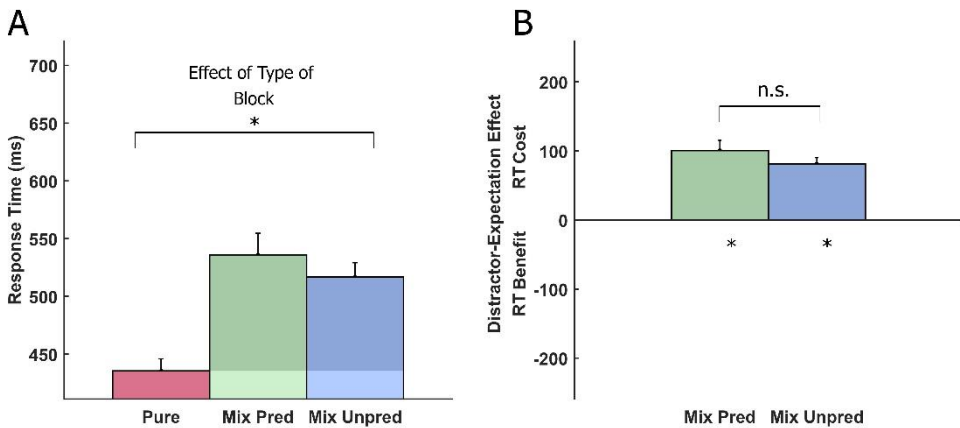 A
Response Time (ms)
700
650
600
550
500
450
Effect of Type of
Block
*
Pure
Mix Pred
Mix Unpred
B
Distractor-Expectation Effect
RT Benefit RT Cost
200
100
0
-100
-200
n.s.
*
*
Mix Pred
Mix Unpred